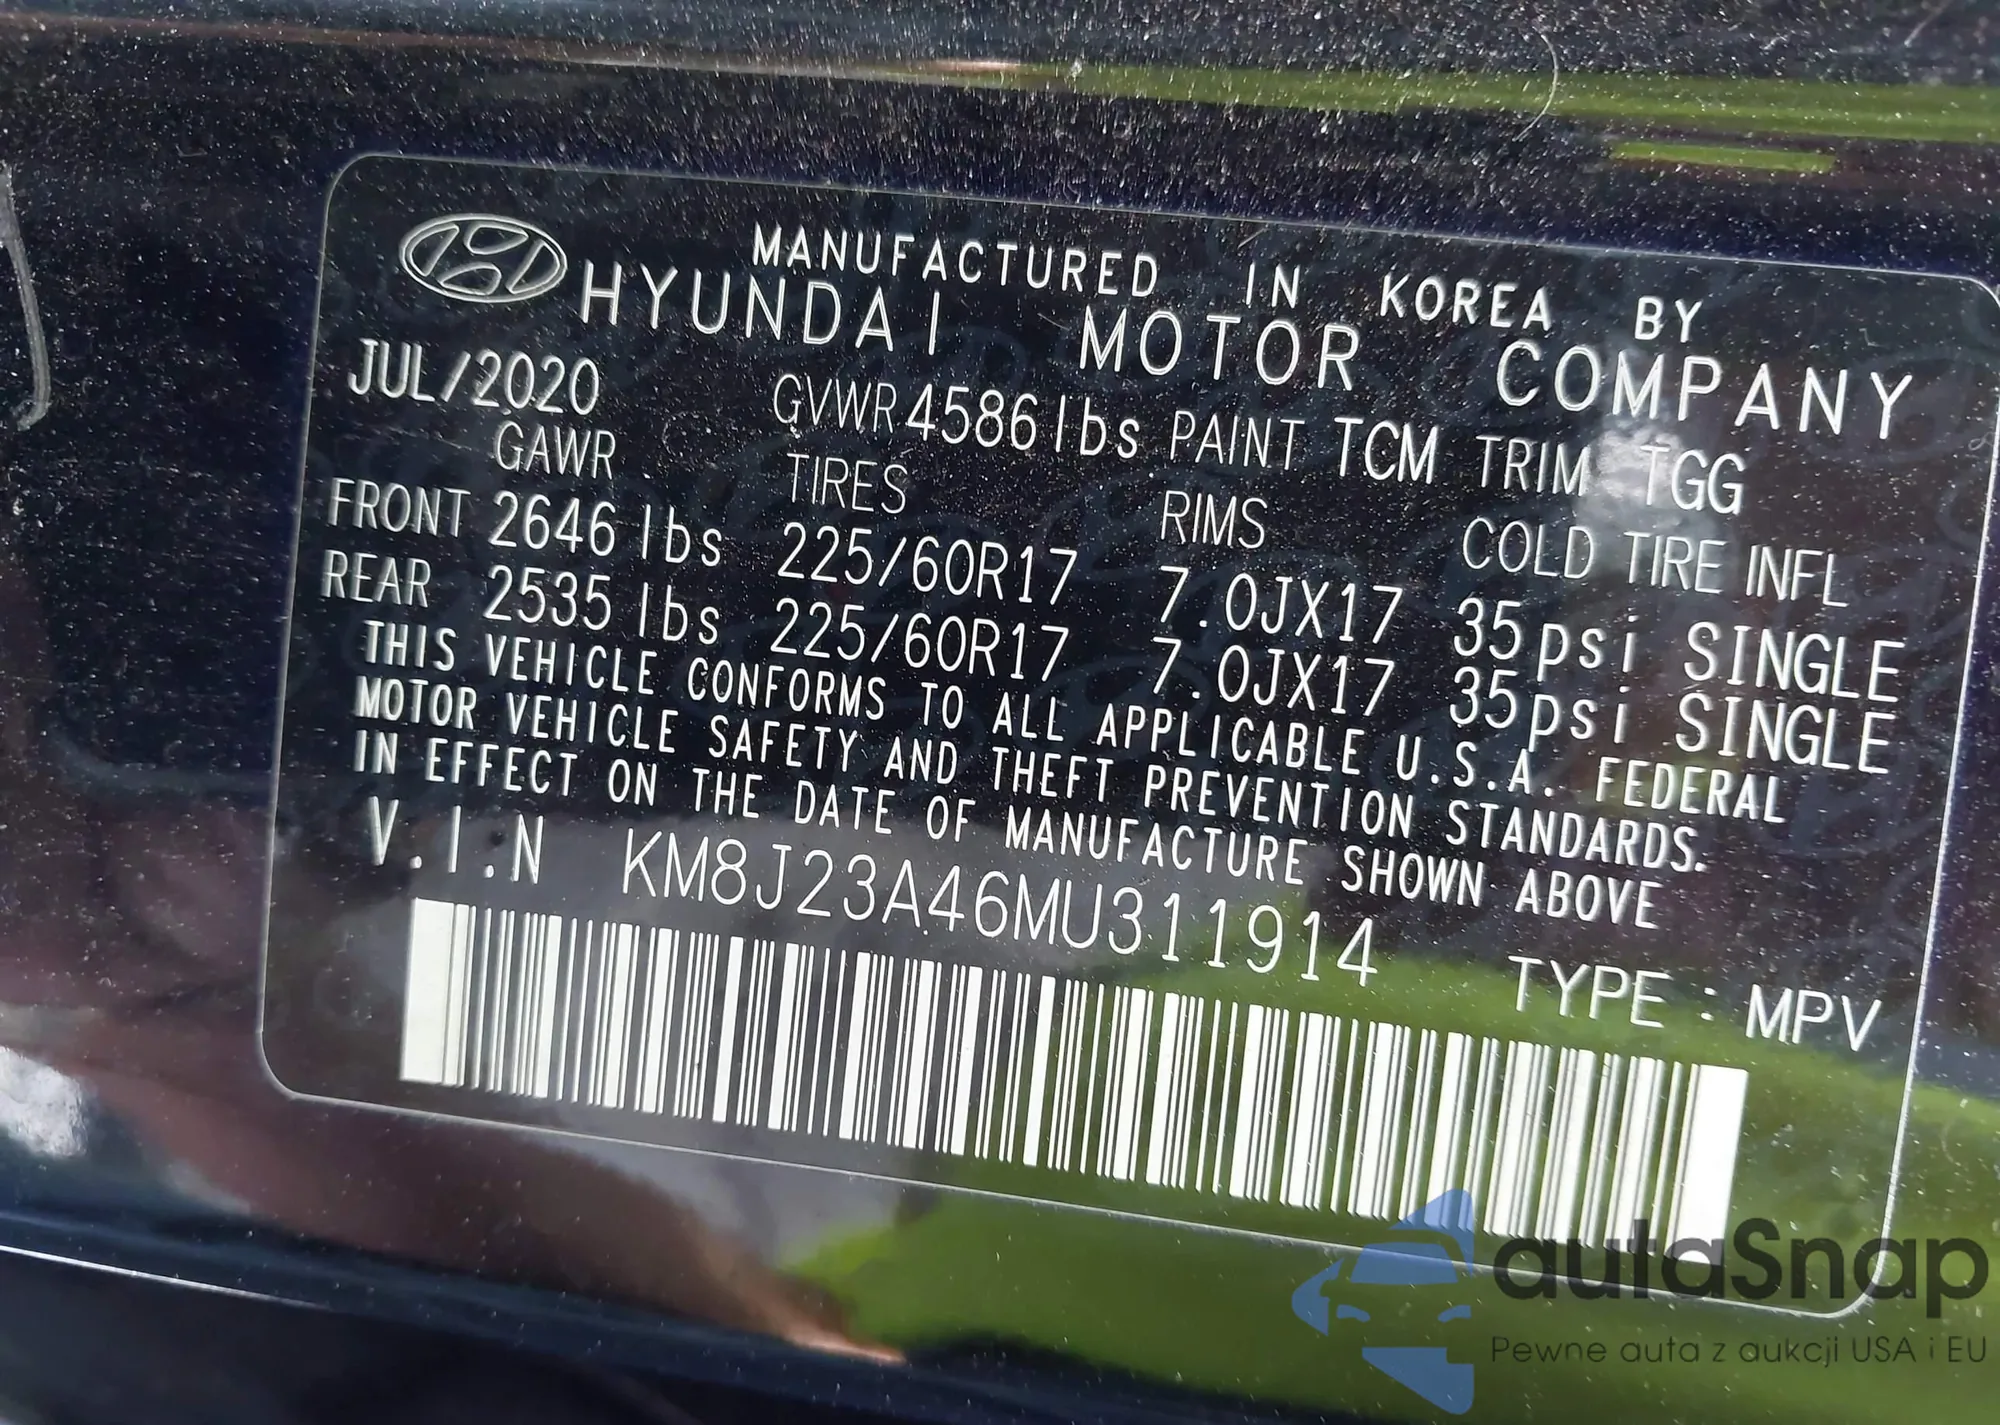 MANUFACTURED IN KOREA BY
HYUNDAI MOTOR COMPANY
JUL/2020 GVWR 4586 lbs PAINT TCM TRIM TGG
GAWR TIRES RIMS COLD TIRE INFL
FRONT 2646 lbs 225/60R17 7.0JX17 35psi SINGLE
REAR 2535 lbs 225/60R17 7.0JX17 35psi SINGLE
THIS VEHICLE CONFORMS TO ALL APPLICABLE U.S.A. FEDERAL
MOTOR VEHICLE SAFETY AND THEFT PREVENTION STANDARDS.
IN EFFECT ON THE DATE OF MANUFACTURE SHOWN ABOVE
V.I.N KM8J23A46MU311914 TYPE : MPV
autaSnap
Pewne auta z aukcji USA i EU